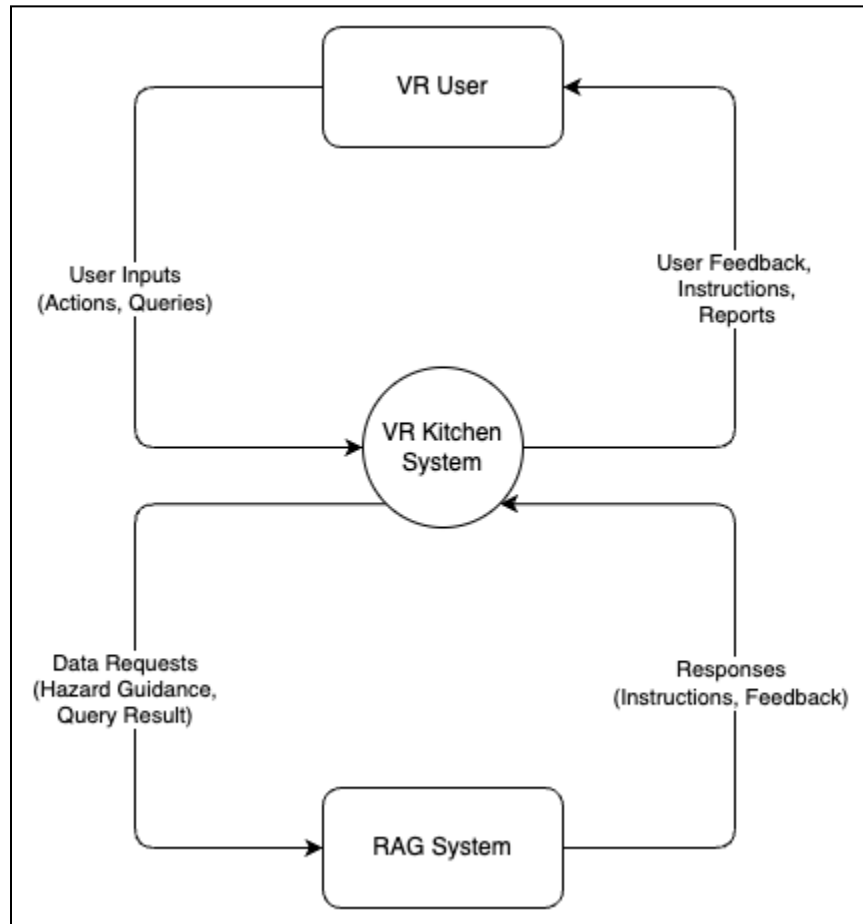 VR User
User Inputs
(Actions, Queries)
User Feedback,
Instructions,
Reports
VR Kitchen
System
Data Requests
(Hazard Guidance,
Query Result)
Responses
(Instructions, Feedback)
RAG System